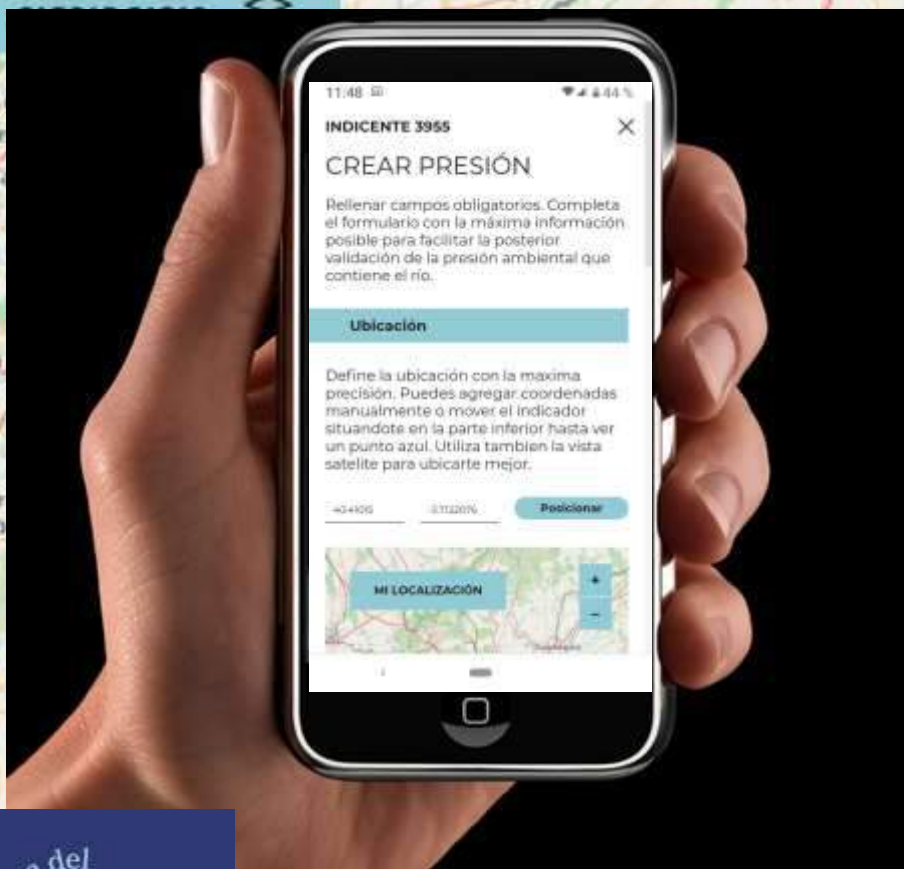 11:48
44 %
INDICENTE 3955
CREAR PRESIÓN
Rellenar campos obligatorios. Completa
el formulario con la máxima información
posible para facilitar la posterior
validación de la presión ambiental que
contiene el río.
Ubicación
Define la ubicación con la maxima
precisión. Puedes agregar coordenadas
manualmente o mover el indicador
situandote en la parte inferior hasta ver
un punto azul. Utiliza tambien la vista
satelite para ubicarte mejor.
Posicionar
MI LOCALIZACIÓN
+
−
del